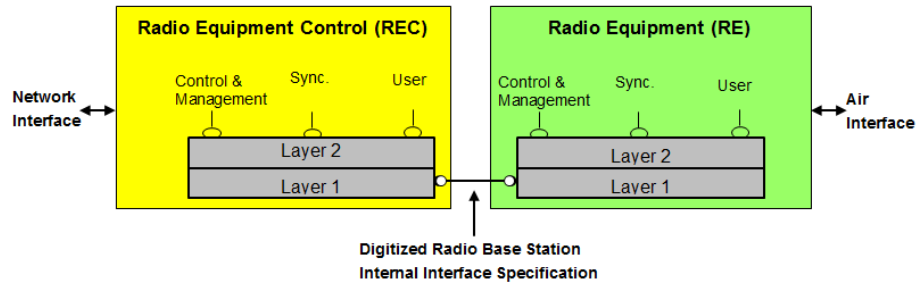 Radio Equipment Control (REC)
Control &
Management
Sync.
User
Network
Interface
Layer 2
Layer 1
Radio Equipment (RE)
Control &
Management
Sync.
User
Air
Interface
Layer 2
Layer 1
Digitized Radio Base Station
Internal Interface Specification